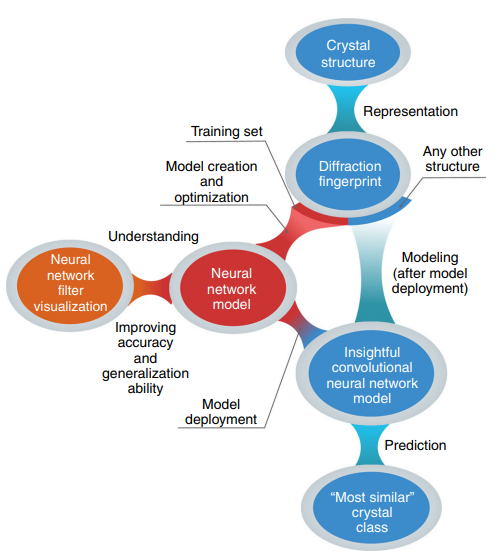 Crystal
structure
Representation
Training set
Diffraction
fingerprint
Any other
structure
Model creation
and
optimization
Understanding
Neural
network
filter
visualization
Neural
network
model
Modeling
(after model
deployment)
Improving
accuracy
and
generalization
ability
Insightful
convolutional
neural network
model
Model
deployment
Prediction
“Most similar”
crystal
class